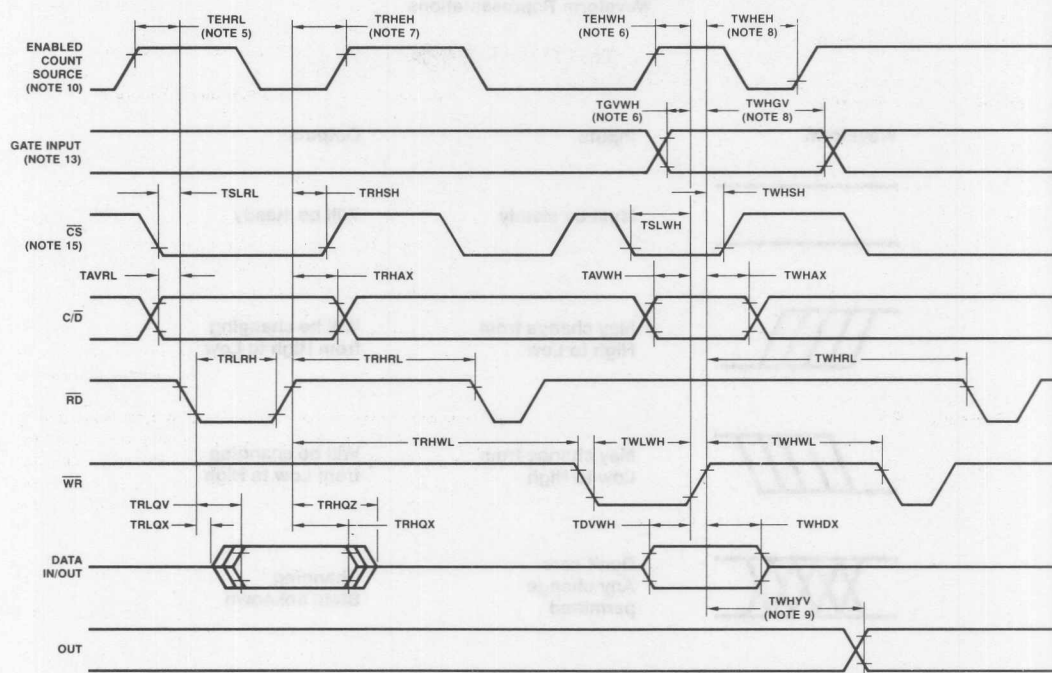 Waveform Representations
TEHRL
(NOTE 5)
TRHEH
(NOTE 7)
TEHWH
(NOTE 6)
TWHEH
(NOTE 8)
ENABLED
COUNT
SOURCE
(NOTE 10)
TGVWH
(NOTE 6)
TWHGV
(NOTE 8)
GATE INPUT
(NOTE 13)
TSLRL
TRHSH
TWHSH
TSLWH
CS
(NOTE 15)
TAVRL
TRHAX
TAVWH
TWHAX
C/D
TRLRH
TRHRL
TWHRL
RD
TRHWL
TWLWH
TWHWL
WR
TRLQV
TRHQZ
TRLQX
TRHQX
TDVWH
TWHDX
DATA
IN/OUT
TWHYV
(NOTE 9)
OUT